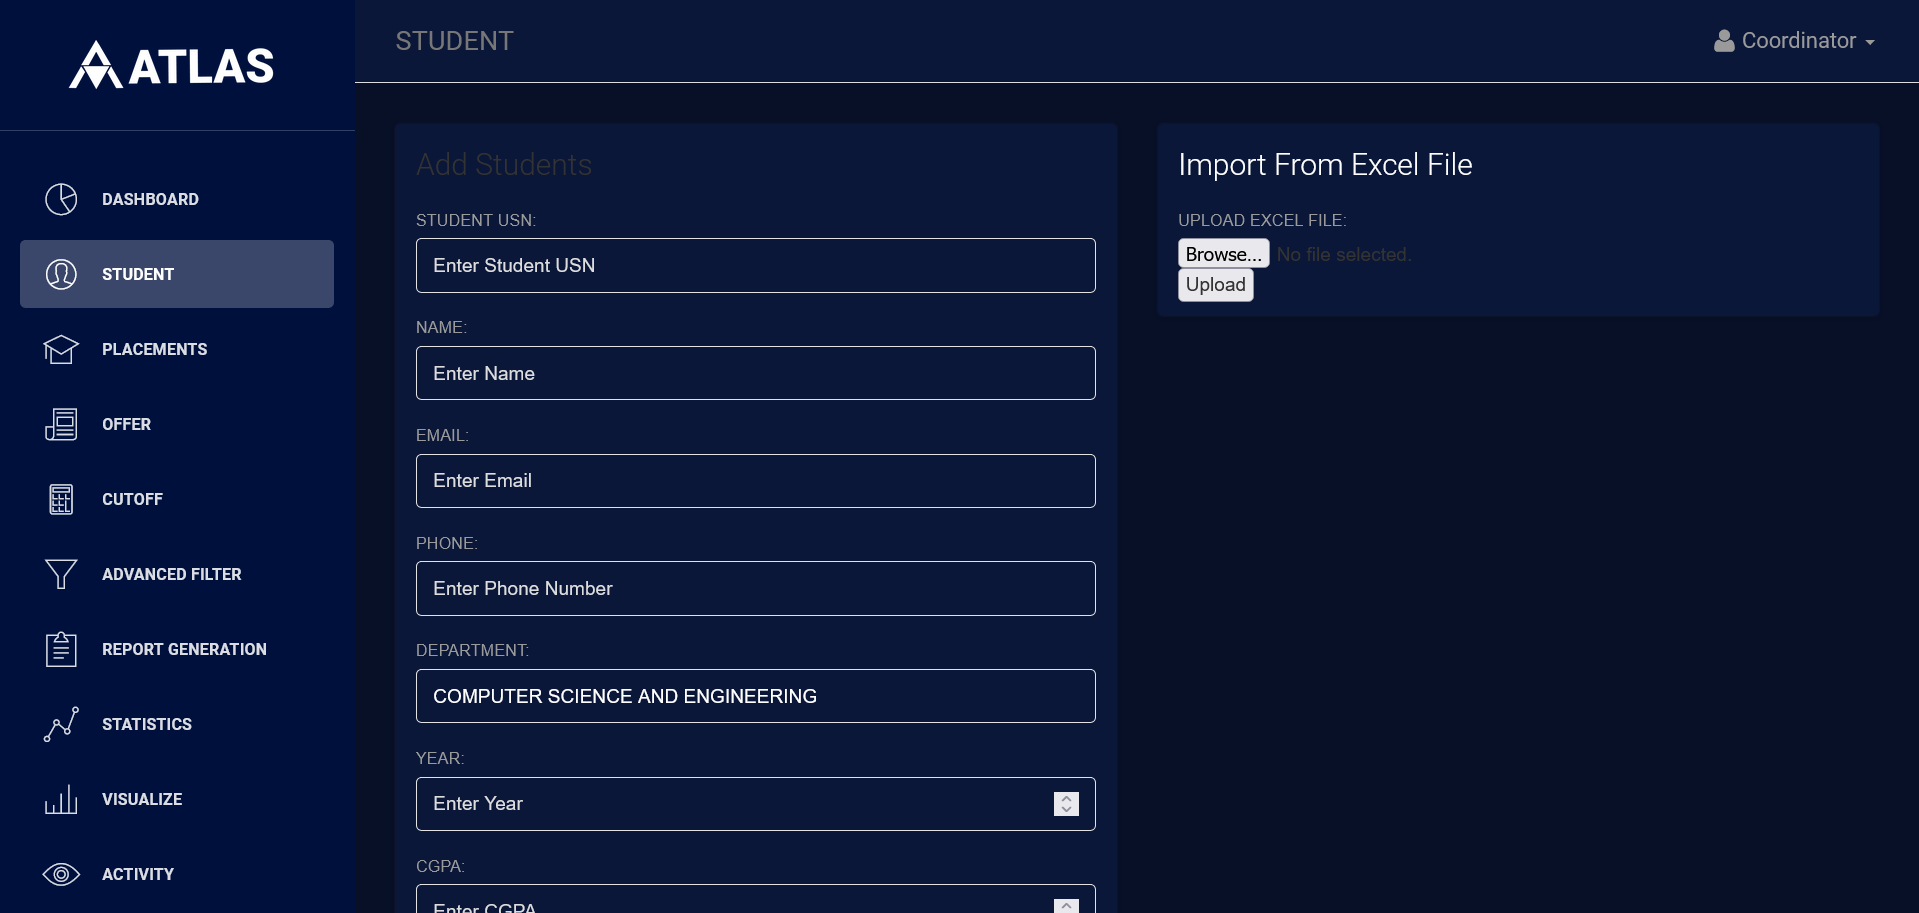 ATLAS
DASHBOARD
STUDENT
PLACEMENTS
OFFER
CUTOFF
ADVANCED FILTER
REPORT GENERATION
STATISTICS
VISUALIZE
ACTIVITY
STUDENT
Coordinator
Add Students
STUDENT USN:
Enter Student USN
NAME:
Enter Name
EMAIL:
Enter Email
PHONE:
Enter Phone Number
DEPARTMENT:
COMPUTER SCIENCE AND ENGINEERING
YEAR:
Enter Year
CGPA:
Enter CGPA
Import From Excel File
UPLOAD EXCEL FILE:
Browse... No file selected.
Upload